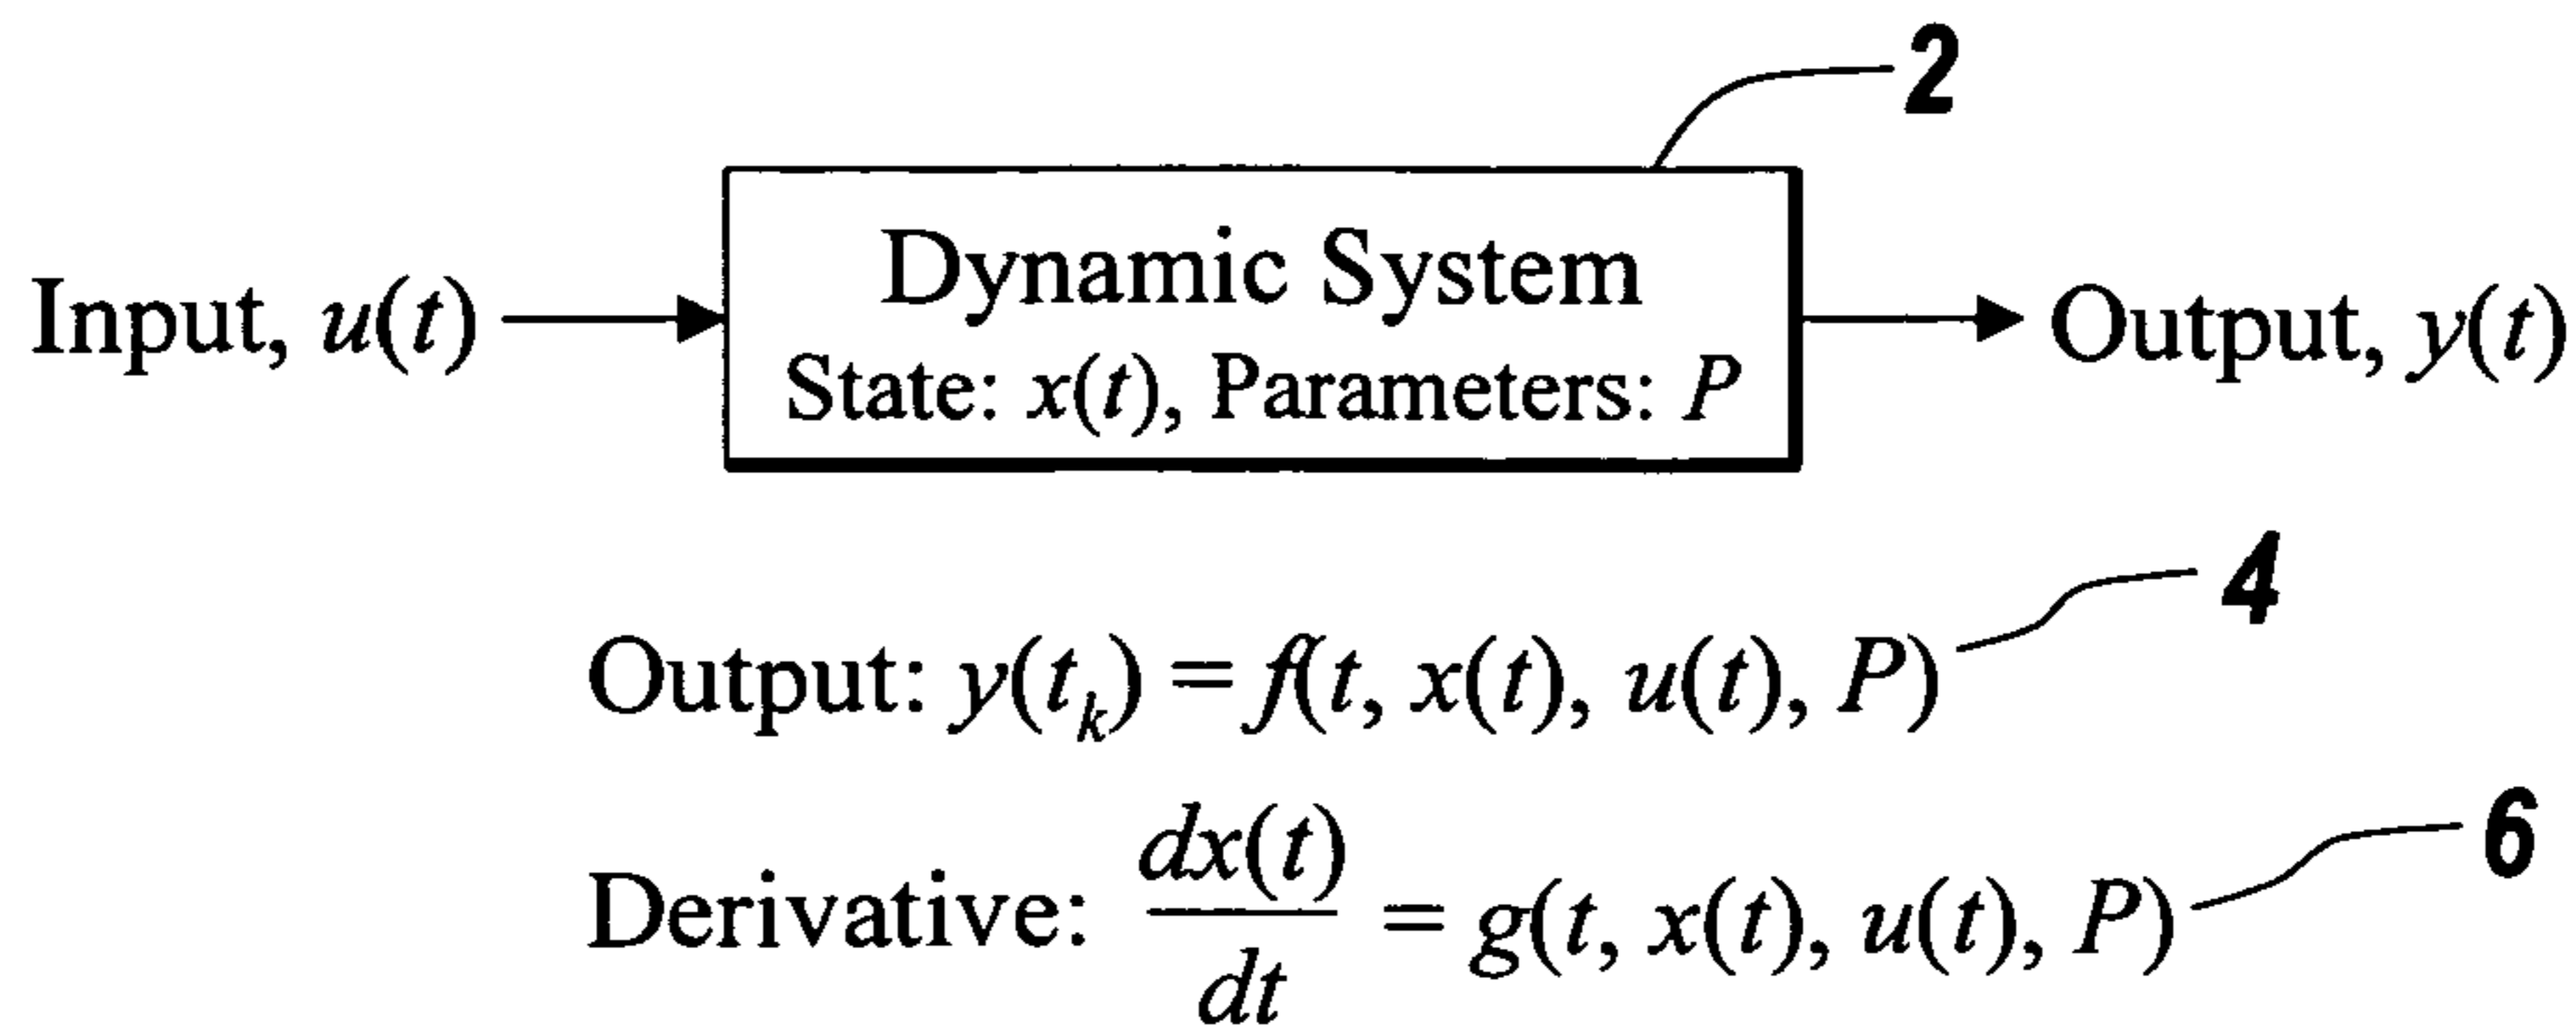 2
Dynamic System
Input, u(t)
State: x(t), Parameters: P
Output, y(t)
4
Output: y(t_k) = f(t, x(t), u(t), P)
6
Derivative: dx(t)/dt = g(t, x(t), u(t), P)